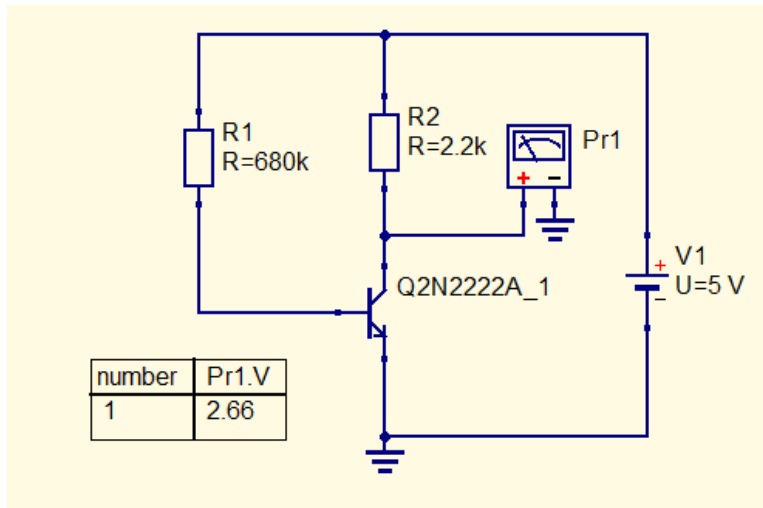 R1
R=680k
R2
R=2.2k
Pr1
+ −
Q2N2222A_1
+
V1
U=5 V
−
number Pr1.V
1 2.66